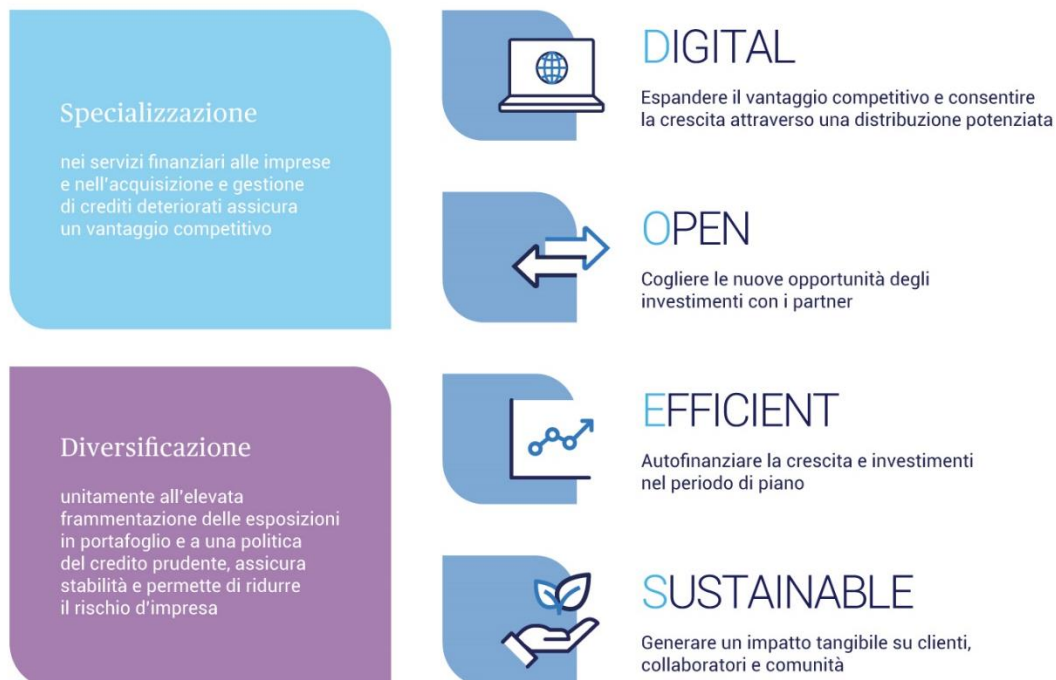 Specializzazione
nei servizi finanziari alle imprese
e nell'acquisizione e gestione
di crediti deteriorati assicura
un vantaggio competitivo
Diversificazione
unitamente all'elevata
frammentazione delle esposizioni
in portafoglio e a una politica
del credito prudente, assicura
stabilità e permette di ridurre
il rischio d'impresa
DIGITAL
Espandere il vantaggio competitivo e consentire
la crescita attraverso una distribuzione potenziata
OPEN
Cogliere le nuove opportunità degli
investimenti con i partner
EFFICIENT
Autofinanziare la crescita e investimenti
nel periodo di piano
SUSTAINABLE
Generare un impatto tangibile su clienti,
collaboratori e comunità